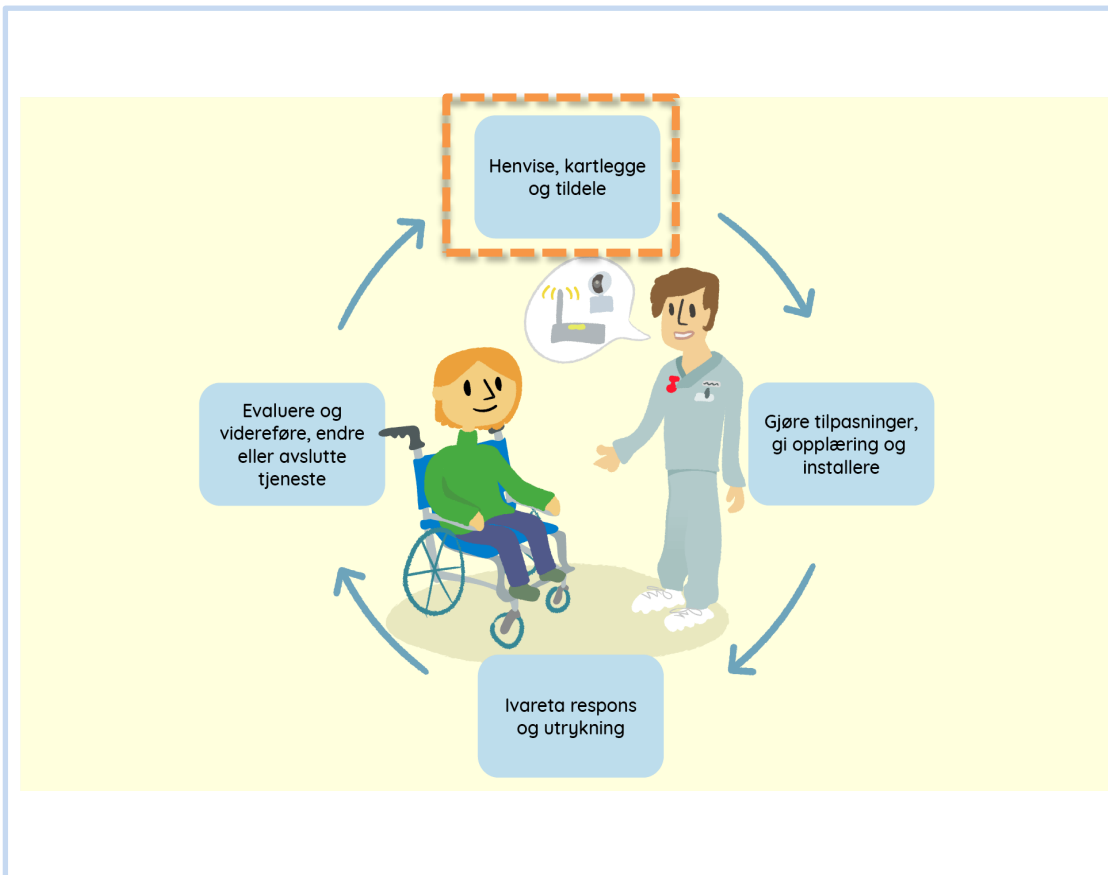 Henvise, kartlegge
og tildele
Gjøre tilpasninger,
gi opplæring og
installere
Ivareta respons
og utrykning
Evaluere og
videreføre, endre
eller avslutte
tjeneste